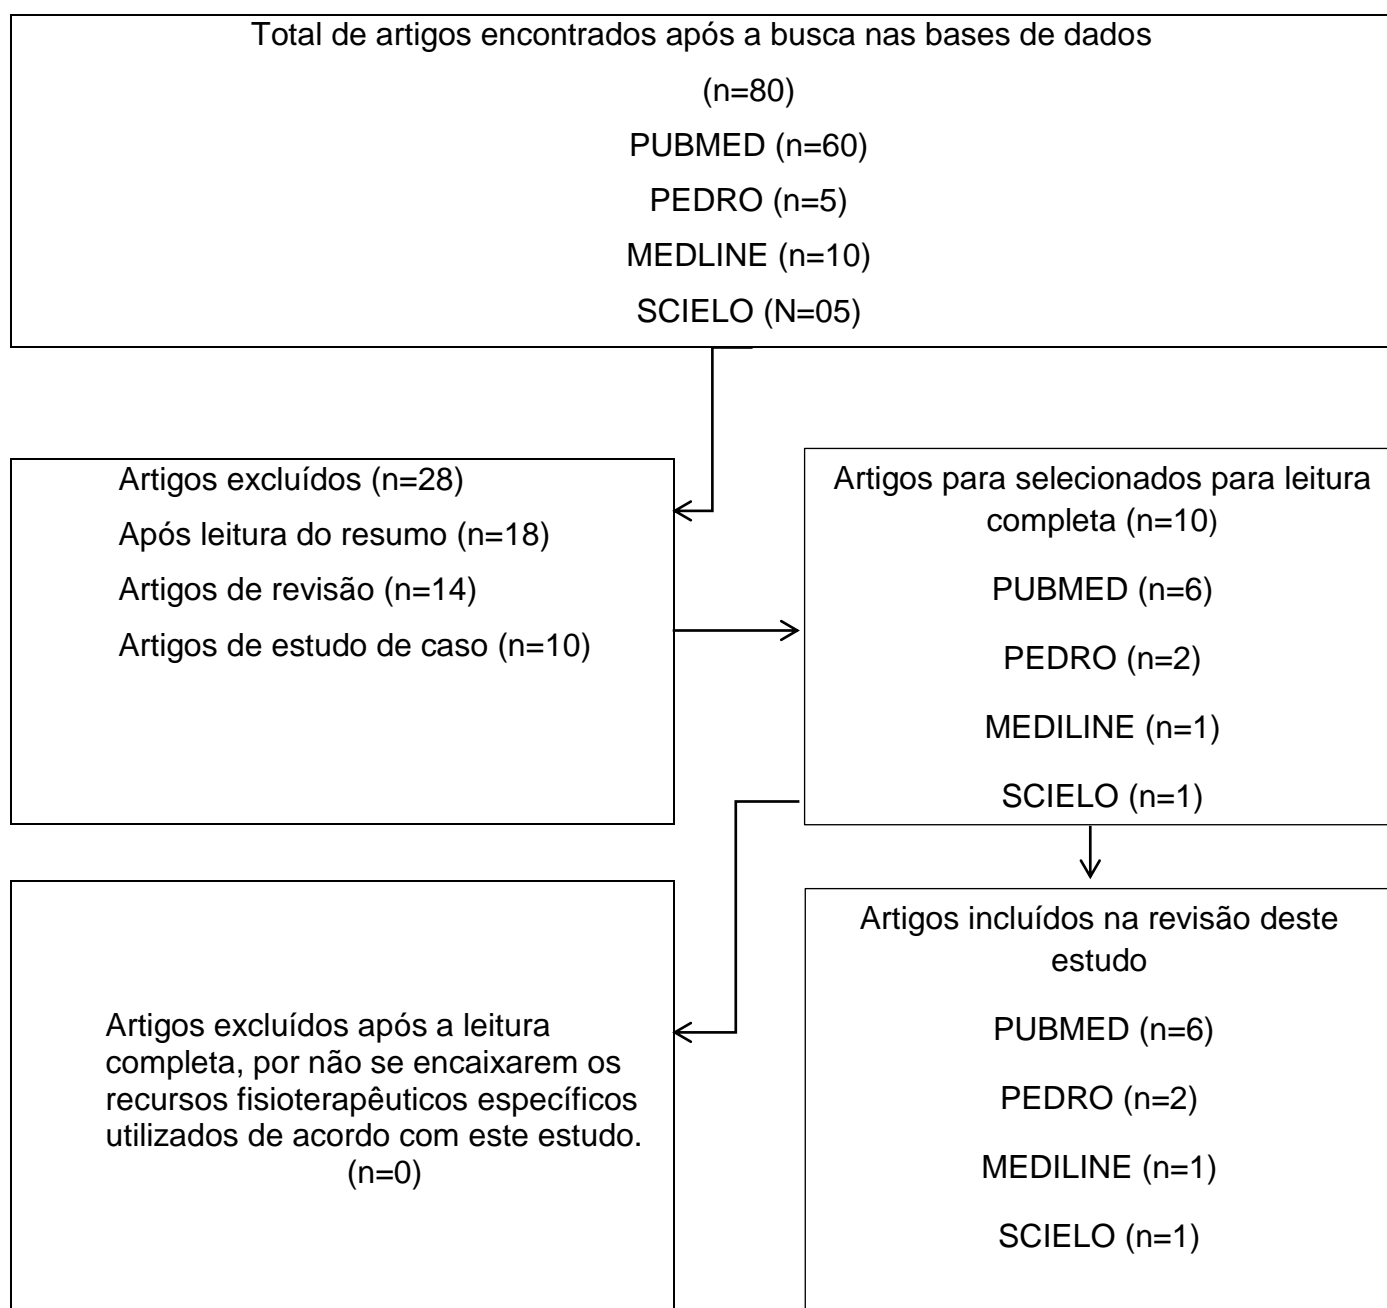 Total de artigos encontrados após a busca nas bases de dados
(n=80)
PUBMED (n=60)
PEDRO (n=5)
MEDLINE (n=10)
SCIELO (N=05)
Artigos excluídos (n=28)
Após leitura do resumo (n=18)
Artigos de revisão (n=14)
Artigos de estudo de caso (n=10)
Artigos para selecionados para leitura
completa (n=10)
PUBMED (n=6)
PEDRO (n=2)
MEDILINE (n=1)
SCIELO (n=1)
Artigos excluídos após a leitura
completa, por não se encaixarem os
recursos fisioterapêuticos específicos
utilizados de acordo com este estudo.
(n=0)
Artigos incluídos na revisão deste
estudo
PUBMED (n=6)
PEDRO (n=2)
MEDILINE (n=1)
SCIELO (n=1)